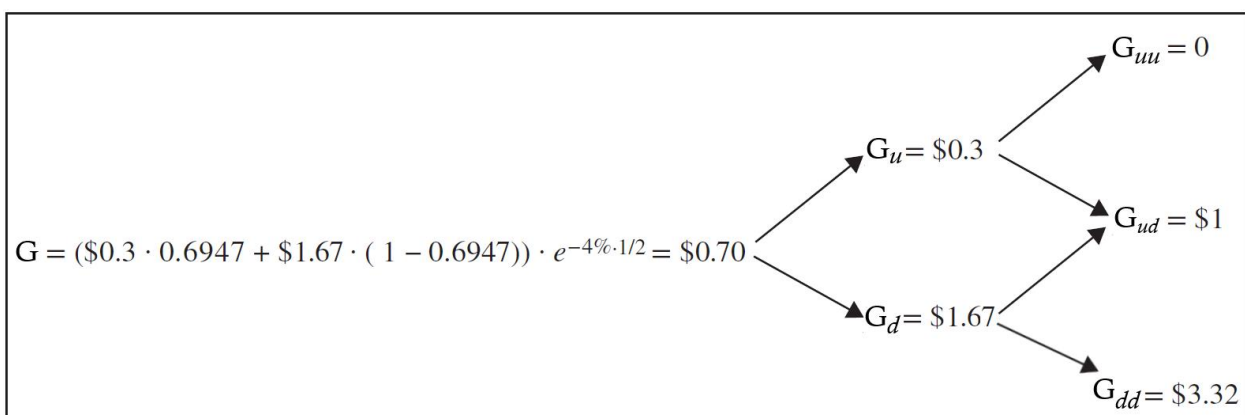 G_uu = 0
G_u = $0.3
G_ud = $1
G = ($0.3 · 0.6947 + $1.67 · ( 1 − 0.6947)) · e^−4%·1/2 = $0.70
G_d = $1.67
G_dd = $3.32